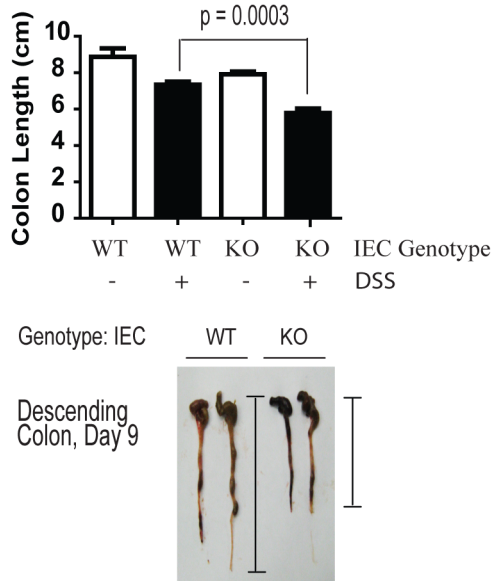 p = 0.0003
Colon Length (cm)
10
8
6
4
2
0
WT WT KO KO IEC Genotype
- + - + DSS
Genotype: IEC WT KO
Descending
Colon, Day 9